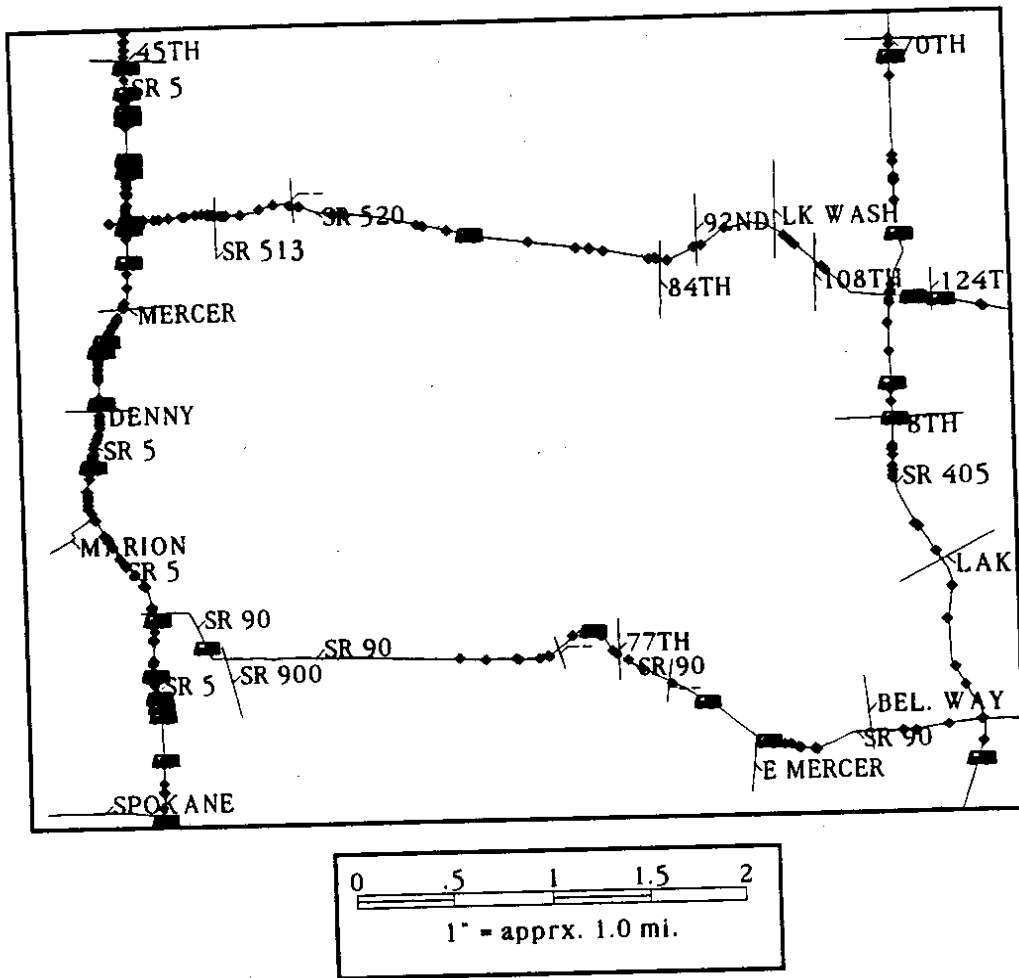 45TH
70TH
SR 5
SR 520
92ND
LK WASH
SR 513
84TH
108TH
124T
MERCER
DENNY
8TH
SR 5
SR 405
MARION
SR 5
LAK
SR 90
SR 90
77TH
SR 90
SR 900
SR 5
BEL. WAY
SR 90
E MERCER
SPOKANE
0 .5 1 1.5 2
1" = apprx. 1.0 mi.